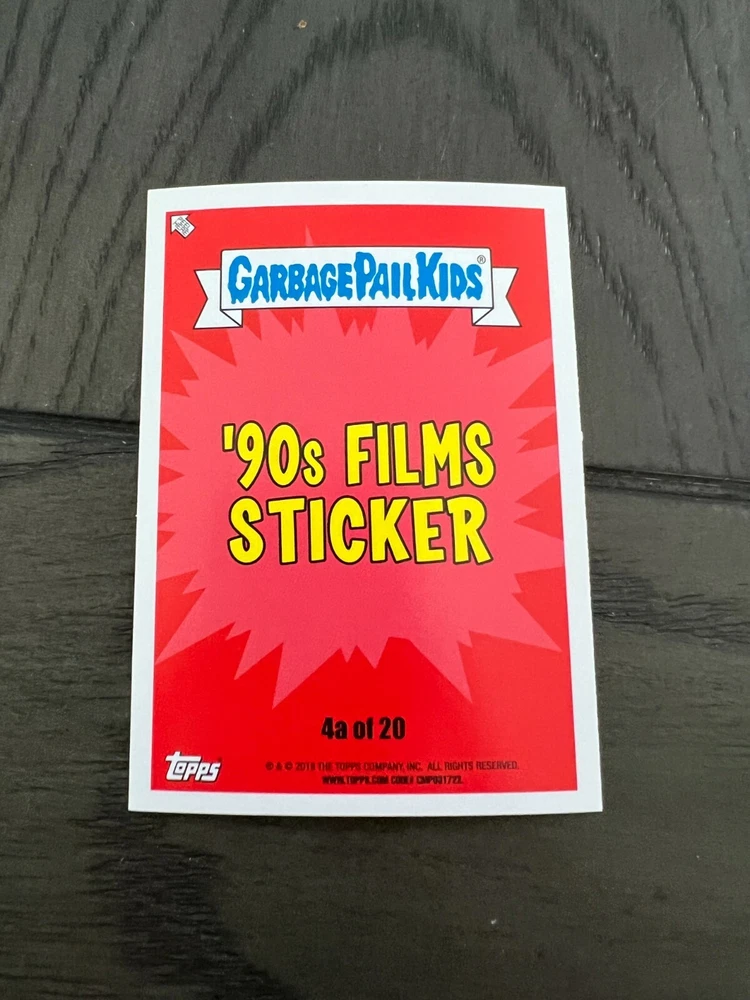 GARBAGE PAIL KIDS®
'90s FILMS
STICKER
4a of 20
topps
® & © 2019 THE TOPPS COMPANY, INC. ALL RIGHTS RESERVED.
WWW.TOPPS.COM CODE# CMP031723.